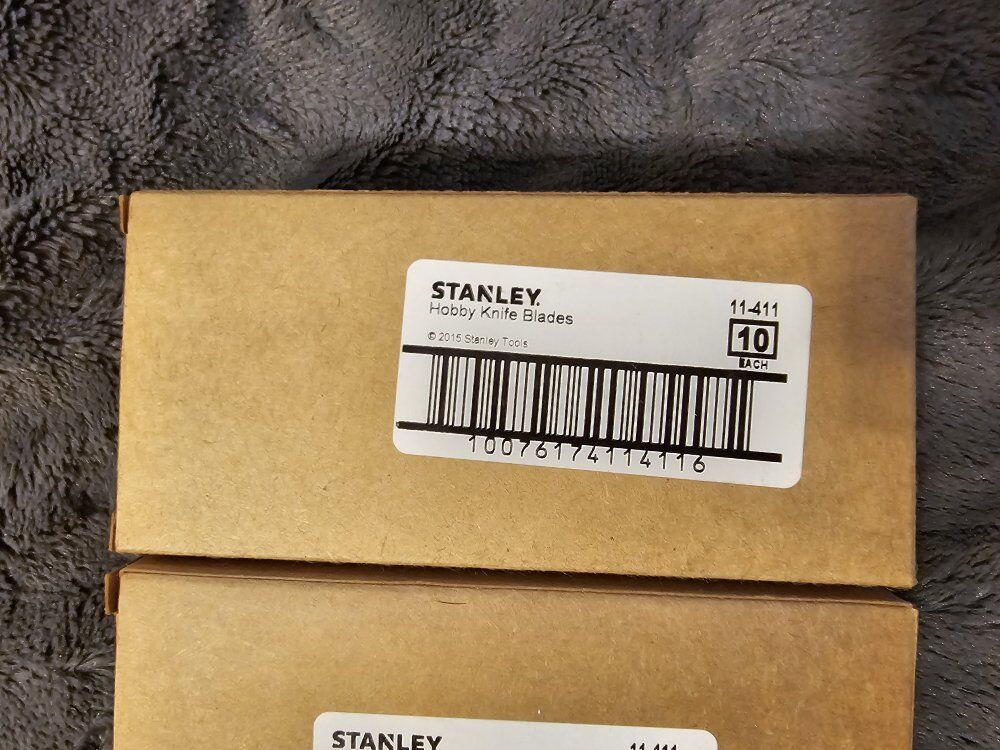 STANLEY.
Hobby Knife Blades
11-411
10
EACH
© 2015 Stanley Tools
10076174114116
STANLEY
11-411